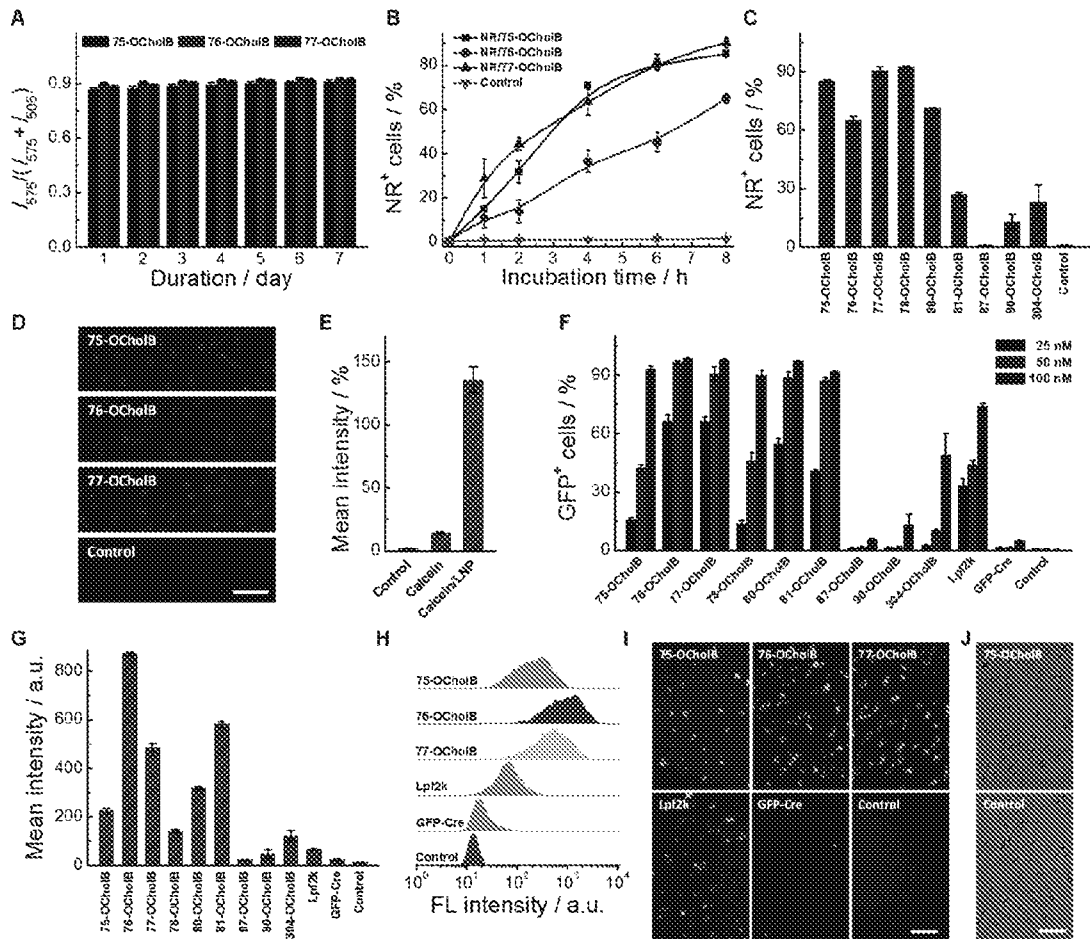 A
75-OCholB 76-OCholB 77-OCholB
0.9
0.6
0.3
0.0
I575/(I575 + I505)
1 2 3 4 5 6 7
Duration / day
B
NR/75-OCholB
NR/76-OCholB
NR/77-OCholB
Control
80
60
40
20
0
NR+ cells / %
0 1 2 4 6 8
Incubation time / h
C
90
60
30
0
NR+ cells / %
75-OCholB
76-OCholB
77-OCholB
78-OCholB
80-OCholB
81-OCholB
87-OCholB
90-OCholB
304-OCholB
Control
D
75-OCholB
76-OCholB
77-OCholB
Control
E
150
100
50
0
Mean intensity / %
Control
Calcein
Calcein/LNP
F
25 nM
50 nM
100 nM
90
60
30
0
GFP+ cells / %
75-OCholB
76-OCholB
77-OCholB
78-OCholB
80-OCholB
81-OCholB
87-OCholB
90-OCholB
304-OCholB
Lpf2k
GFP-Cre
Control
G
800
600
400
200
0
Mean intensity / a.u.
75-OCholB
76-OCholB
77-OCholB
78-OCholB
80-OCholB
81-OCholB
87-OCholB
90-OCholB
304-OCholB
Lpf2k
GFP-Cre
Control
H
75-OCholB
76-OCholB
77-OCholB
Lpf2k
GFP-Cre
Control
10^0 10^1 10^2 10^3 10^4
FL intensity / a.u.
I
75-OCholB 76-OCholB 77-OCholB
Lpf2k GFP-Cre Control
J
75-OCholB
Control